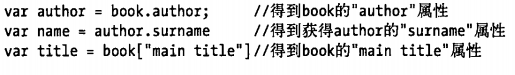 var author = book.author;      //得到book的"author"属性
var name = author.surname      //得到获得author的"surname"属性
var title = book["main title"]//得到book的"main title"属性